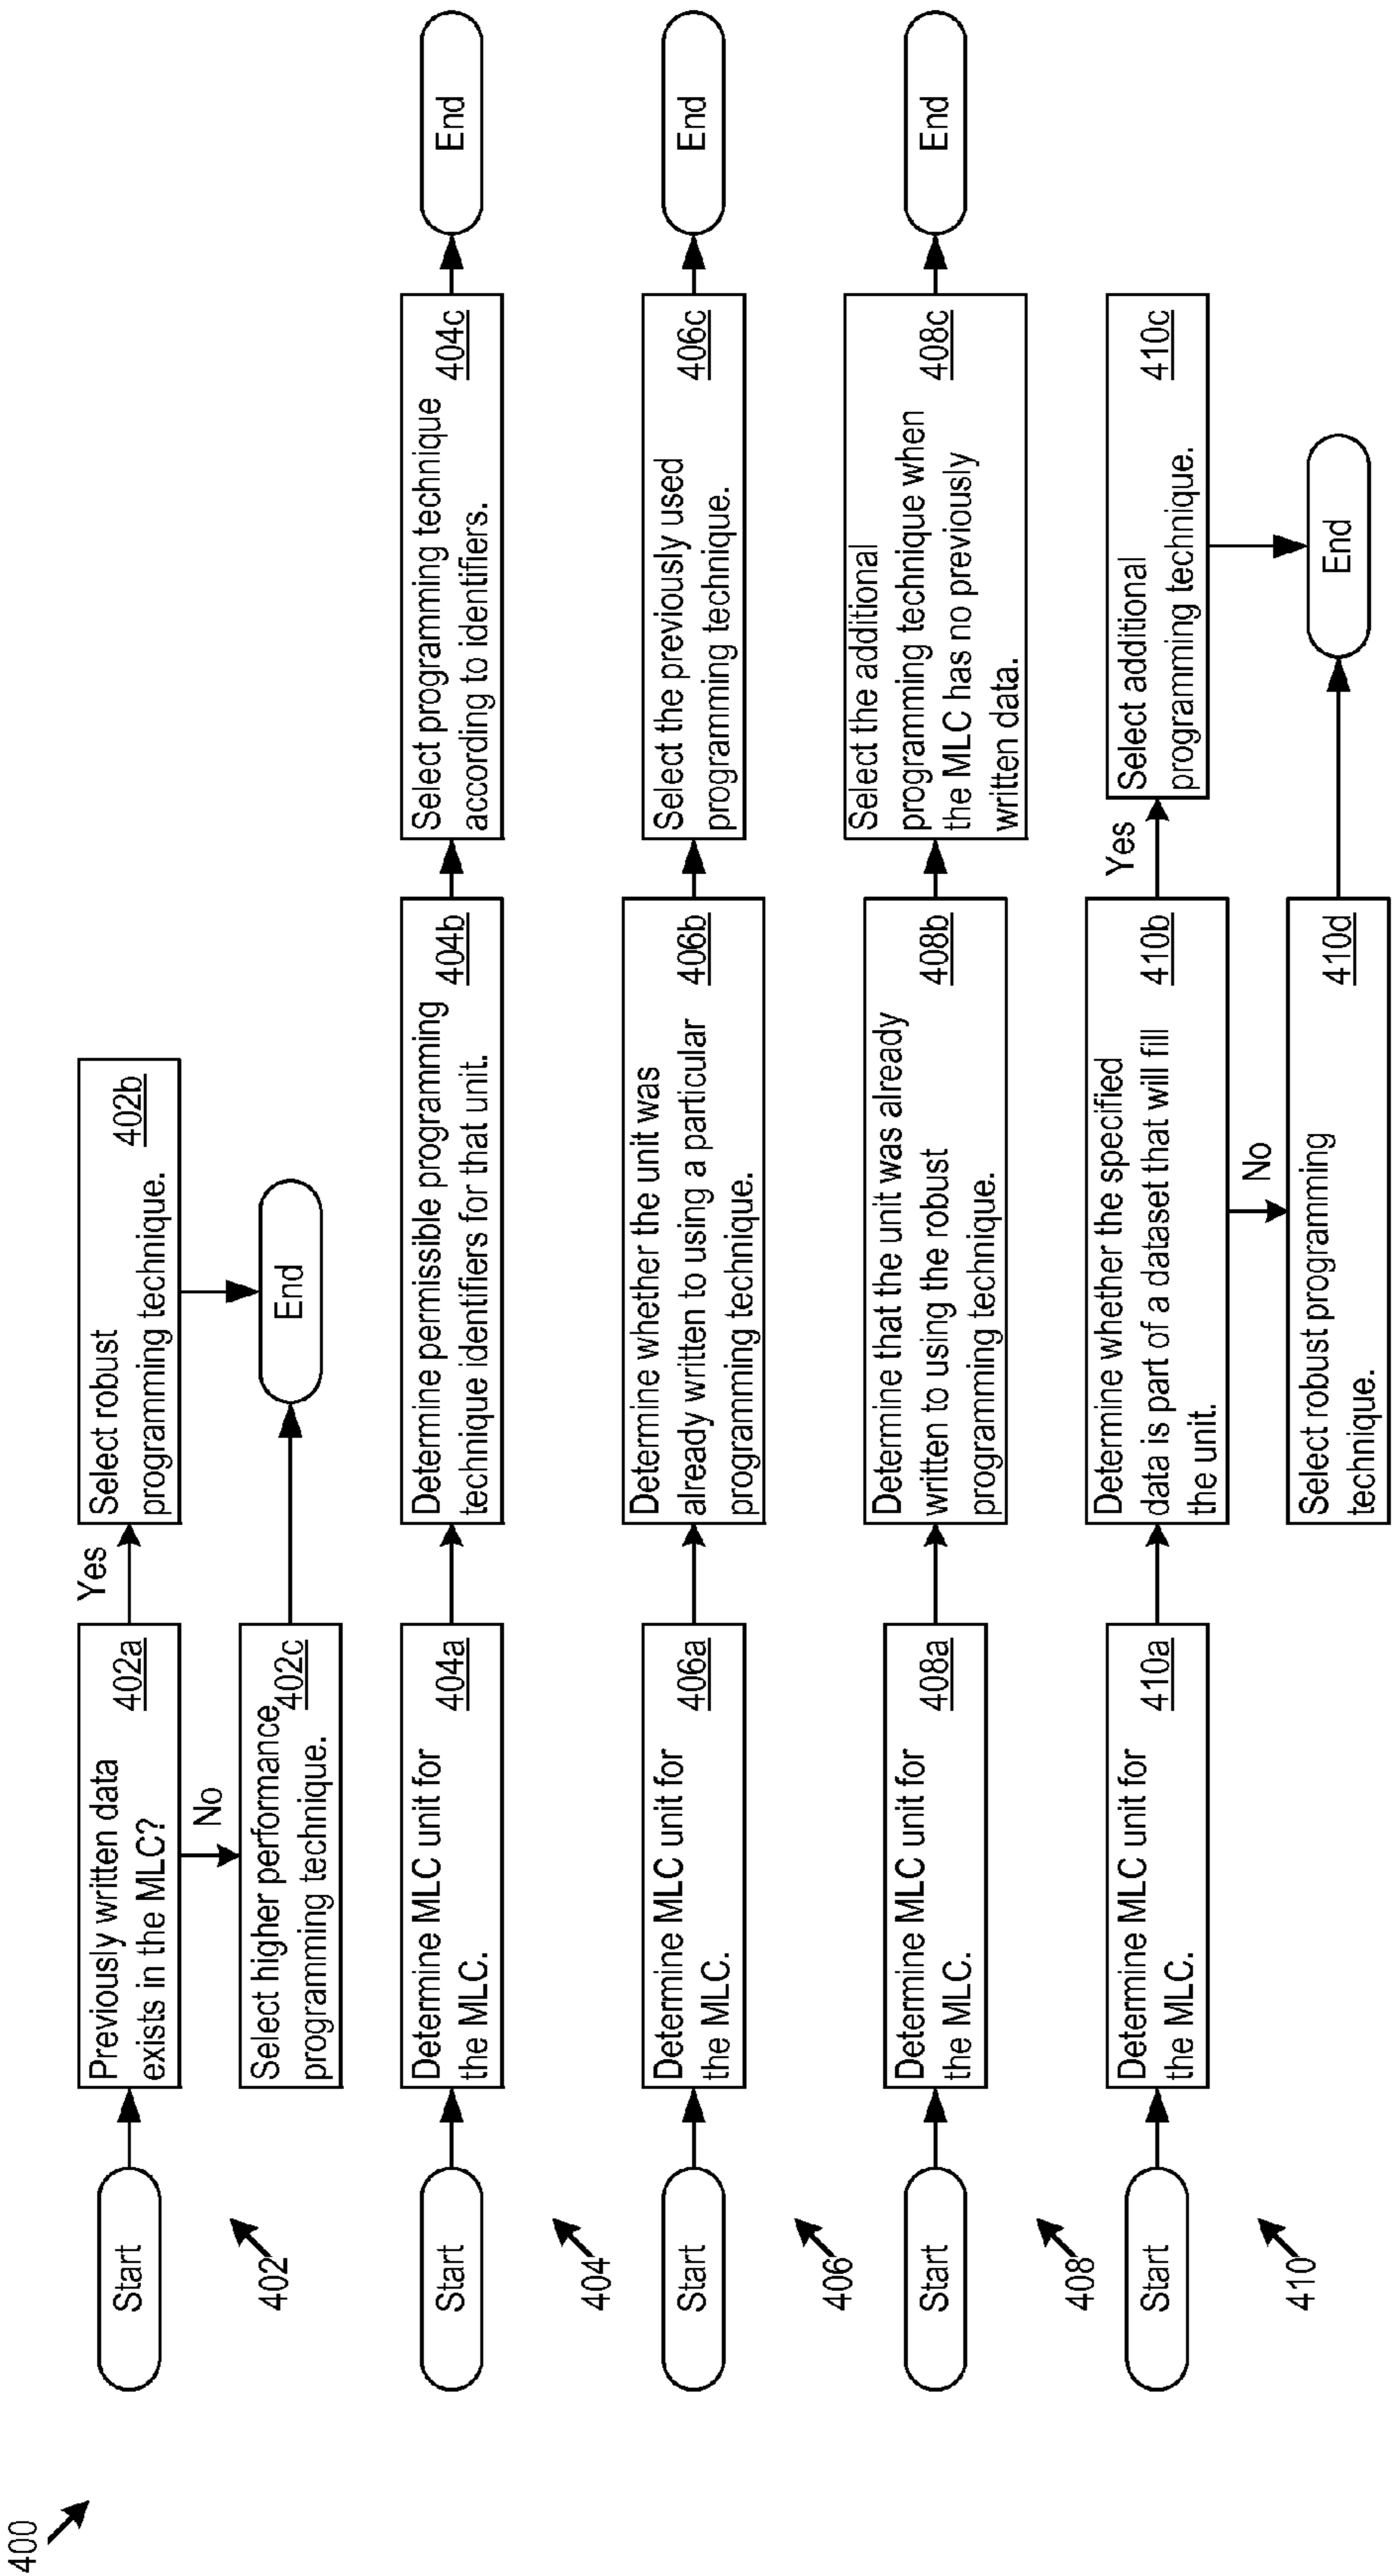 400
Start
402
Previously written data
exists in the MLC?
402a
Yes
Select robust
programming technique.
402b
No
Select higher performance
programming technique.
402c
End
Start
404
Determine MLC unit for
the MLC.
404a
Determine permissible programming
technique identifiers for that unit.
404b
Select programming technique
according to identifiers.
404c
End
Start
406
Determine MLC unit for
the MLC.
406a
Determine whether the unit was
already written to using a particular
programming technique.
406b
Select the previously used
programming technique.
406c
End
Start
408
Determine MLC unit for
the MLC.
408a
Determine that the unit was already
written to using the robust
programming technique.
408b
Select the additional
programming technique when
the MLC has no previously
written data.
408c
End
Start
410
Determine MLC unit for
the MLC.
410a
Determine whether the specified
data is part of a dataset that will fill
the unit.
410b
Yes
Select additional
programming technique.
410c
No
Select robust programming
technique.
410d
End